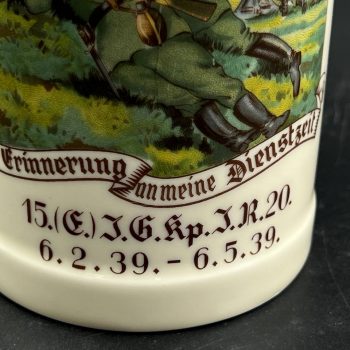 Erinnerung an meine Dienstzeit
15.(E.)J.G.Kp.J.R.20.
6.2.39.-6.5.39.